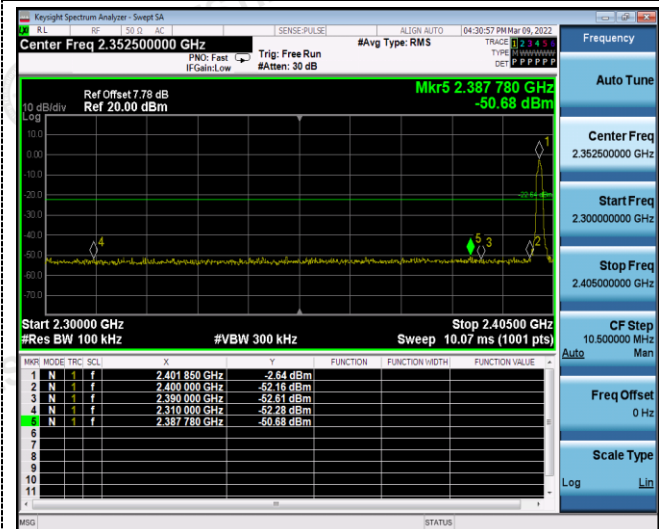 Keysight Spectrum Analyzer - Swept SA
RL RF 50 Ω AC SENSE:PULSE ALIGN AUTO 04:30:57 PM Mar 09, 2022
Center Freq 2.352500000 GHz #Avg Type: RMS TRACE 1 2 3 4 5 6
PNO: Fast Trig: Free Run TYPE M WWWWW
IFGain:Low #Atten: 30 dB DET P P P P P P
Mkr5 2.387 780 GHz
Ref Offset 7.78 dB
10 dB/div Ref 20.00 dBm -50.68 dBm
Log
10.0
1
0.00
-10.0
-20.0
-22.64 dBm
-30.0
-40.0
4 5 3 2
-50.0
-60.0
-70.0
Start 2.30000 GHz Stop 2.40500 GHz
#Res BW 100 kHz #VBW 300 kHz Sweep 10.07 ms (1001 pts)
MKR MODE TRC SCL X Y FUNCTION FUNCTION WIDTH FUNCTION VALUE
1 N 1 f 2.401 850 GHz -2.64 dBm
2 N 1 f 2.400 000 GHz -52.16 dBm
3 N 1 f 2.390 000 GHz -52.61 dBm
4 N 1 f 2.310 000 GHz -52.28 dBm
5 N 1 f 2.387 780 GHz -50.68 dBm
6
7
8
9
10
11
MSG STATUS
Frequency
Auto Tune
Center Freq
2.352500000 GHz
Start Freq
2.300000000 GHz
Stop Freq
2.405000000 GHz
CF Step
10.500000 MHz
Auto Man
Freq Offset
0 Hz
Scale Type
Log Lin